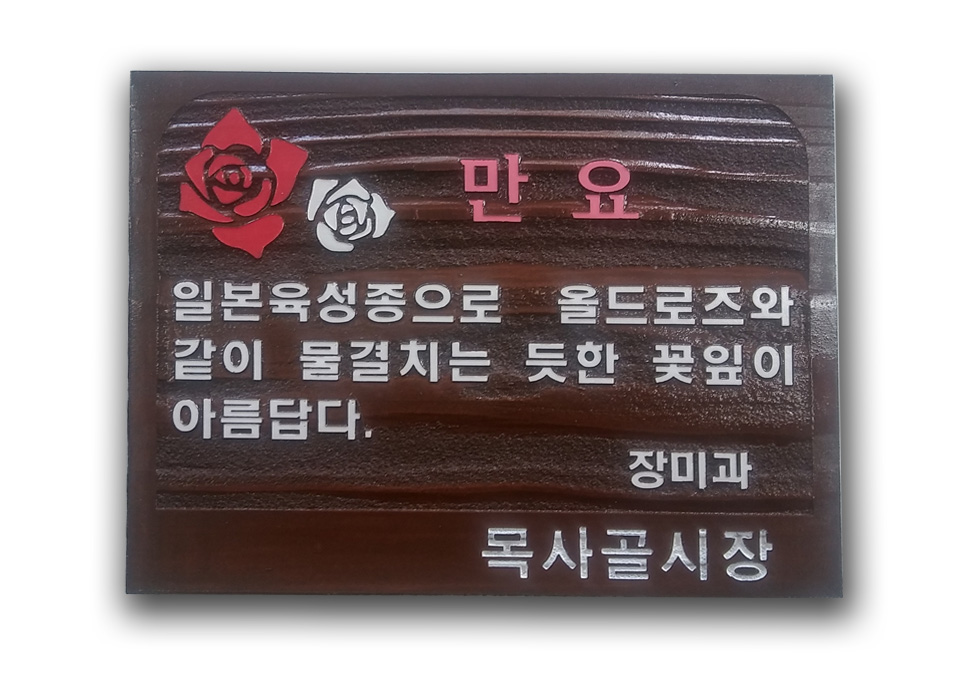 만 요
일본육성종으로 올드로즈와
같이 물결치는 듯한 꽃잎이
아름답다.
장미과
목사골시장